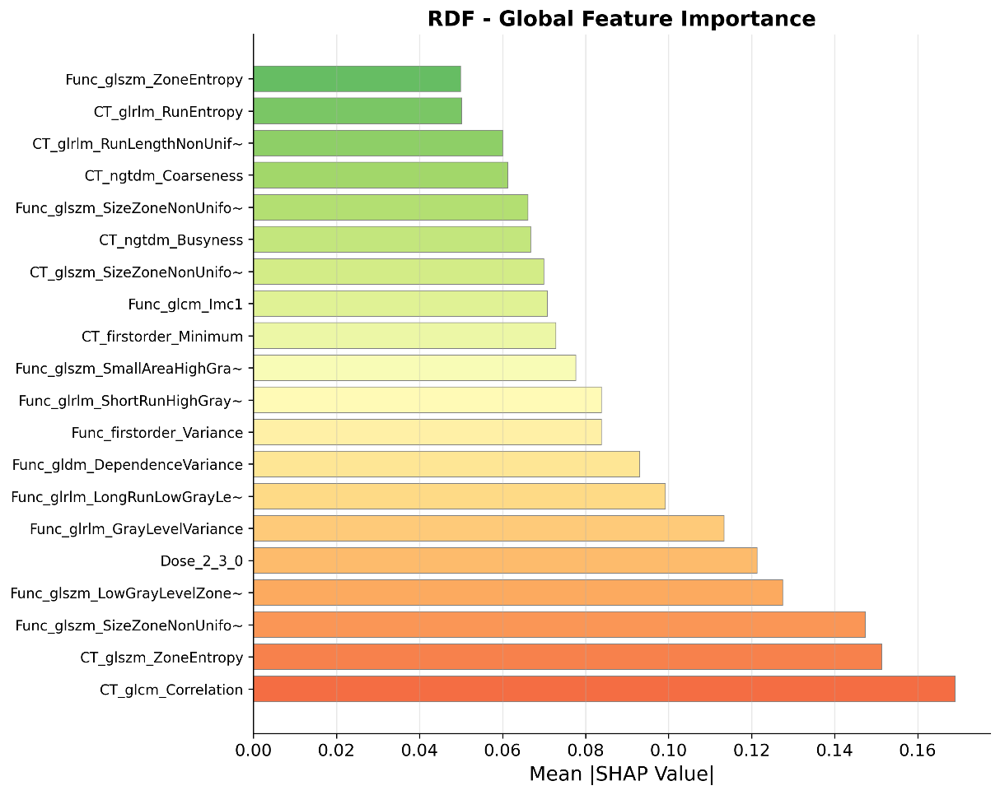 RDF - Global Feature Importance
Func_glszm_ZoneEntropy
CT_glrlm_RunEntropy
CT_glrlm_RunLengthNonUnif~
CT_ngtdm_Coarseness
Func_glszm_SizeZoneNonUnifo~
CT_ngtdm_Busyness
CT_glszm_SizeZoneNonUnifo~
Func_glcm_Imc1
CT_firstorder_Minimum
Func_glszm_SmallAreaHighGra~
Func_glrlm_ShortRunHighGray~
Func_firstorder_Variance
Func_gldm_DependenceVariance
Func_glrlm_LongRunLowGrayLe~
Func_glrlm_GrayLevelVariance
Dose_2_3_0
Func_glszm_LowGrayLevelZone~
Func_glszm_SizeZoneNonUnifo~
CT_glszm_ZoneEntropy
CT_glcm_Correlation
0.00 0.02 0.04 0.06 0.08 0.10 0.12 0.14 0.16
Mean |SHAP Value|